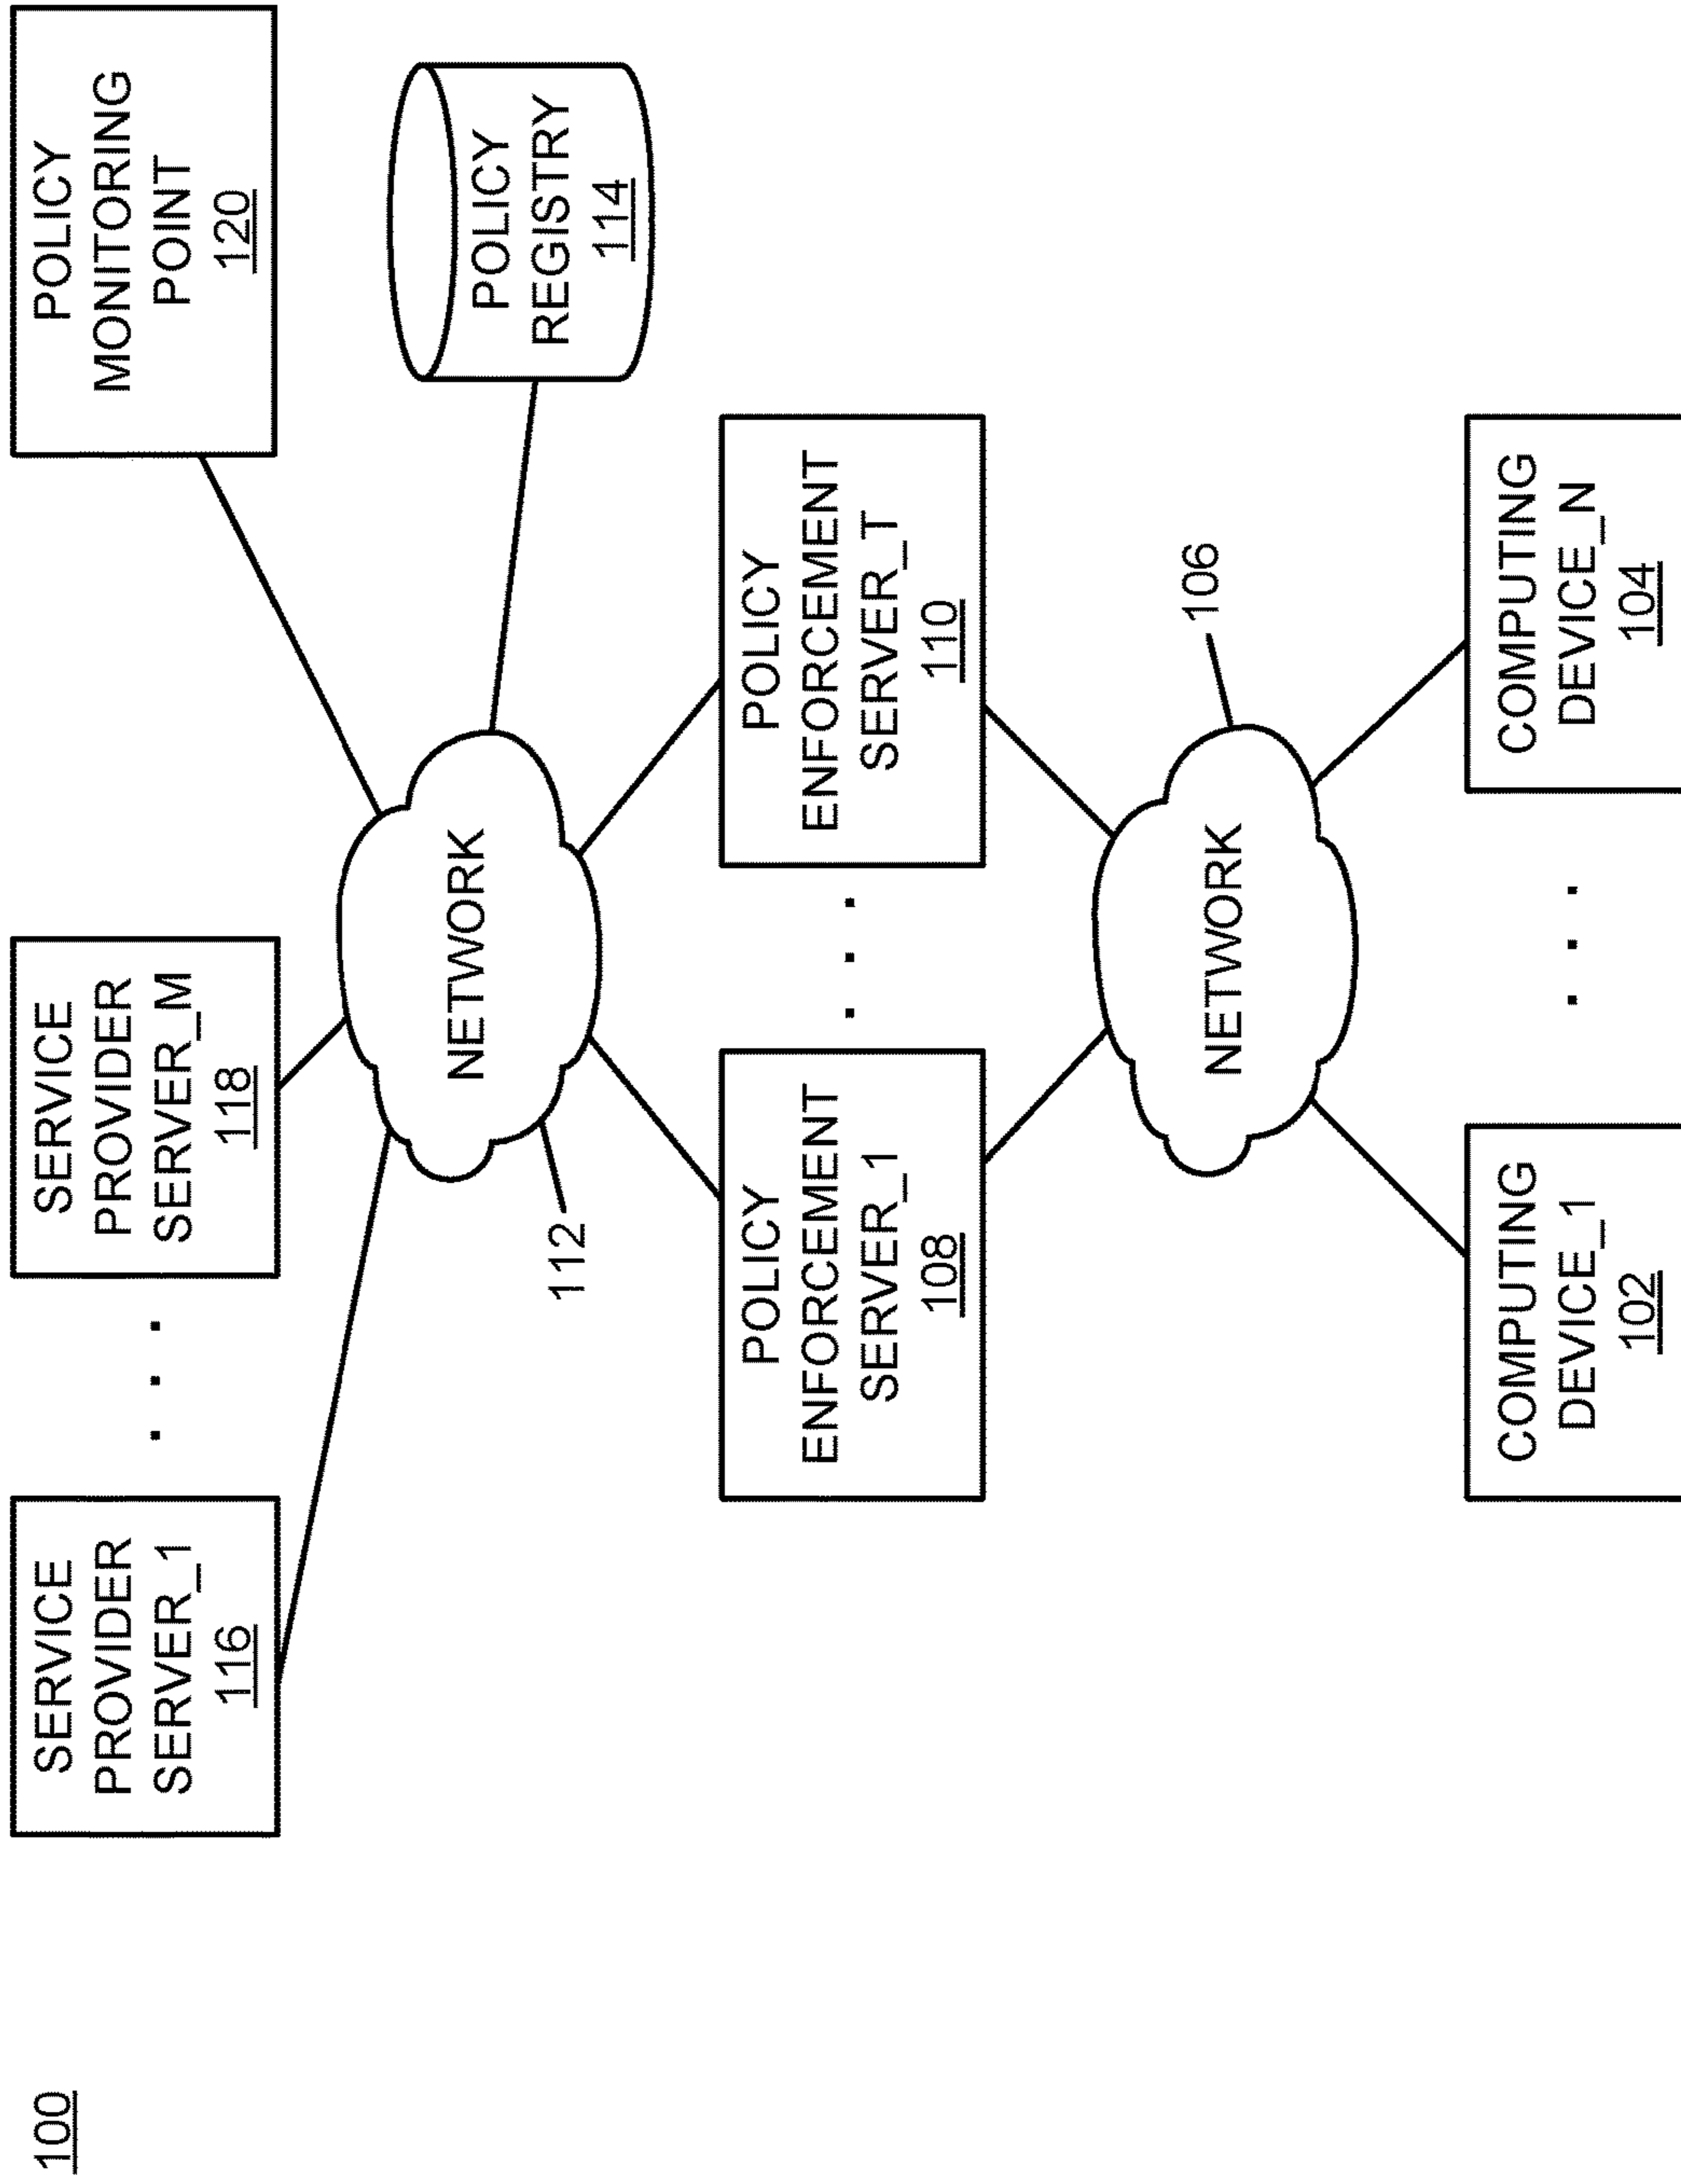 100
SERVICE
PROVIDER
SERVER_1
116
. . .
SERVICE
PROVIDER
SERVER_M
118
POLICY
MONITORING
POINT
120
NETWORK
112
POLICY
REGISTRY
114
POLICY
ENFORCEMENT
SERVER_1
108
. . .
POLICY
ENFORCEMENT
SERVER_T
110
NETWORK
106
COMPUTING
DEVICE_1
102
. . .
COMPUTING
DEVICE_N
104